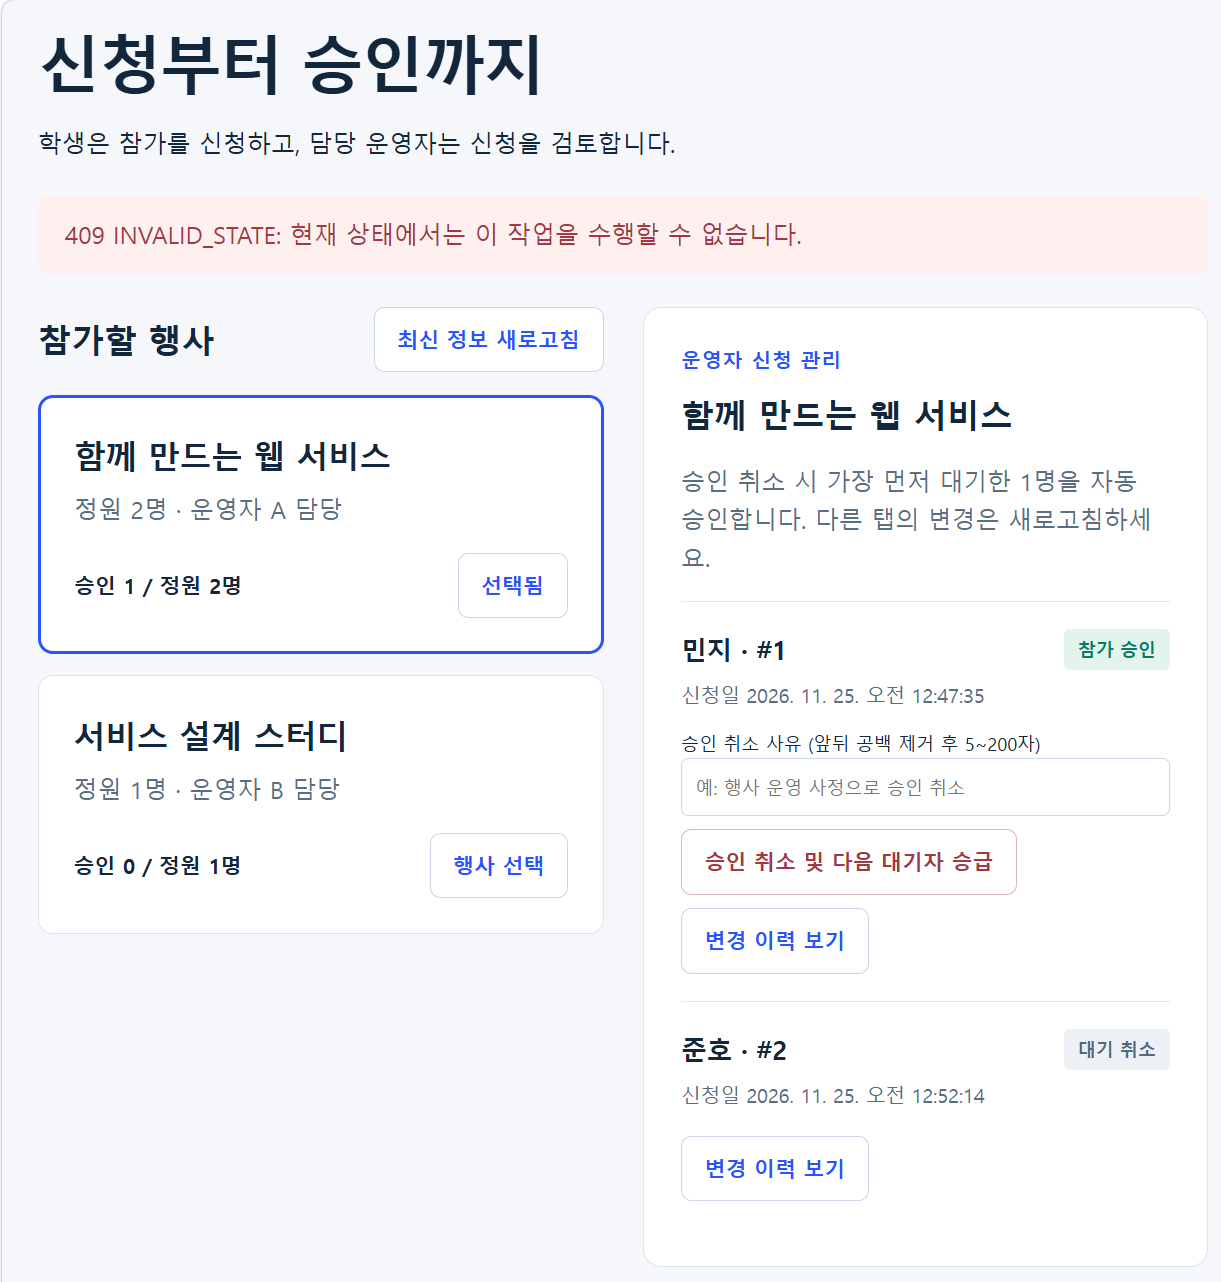 신청부터 승인까지
학생은 참가를 신청하고, 담당 운영자는 신청을 검토합니다.
409 INVALID_STATE: 현재 상태에서는 이 작업을 수행할 수 없습니다.
참가할 행사
최신 정보 새로고침
함께 만드는 웹 서비스
정원 2명 · 운영자 A 담당
승인 1 / 정원 2명
선택됨
서비스 설계 스터디
정원 1명 · 운영자 B 담당
승인 0 / 정원 1명
행사 선택
운영자 신청 관리
함께 만드는 웹 서비스
승인 취소 시 가장 먼저 대기한 1명을 자동
승인합니다. 다른 탭의 변경은 새로고침하세
요.
민지 · #1
참가 승인
신청일 2026. 11. 25. 오전 12:47:35
승인 취소 사유 (앞뒤 공백 제거 후 5~200자)
예: 행사 운영 사정으로 승인 취소
승인 취소 및 다음 대기자 승급
변경 이력 보기
준호 · #2
대기 취소
신청일 2026. 11. 25. 오전 12:52:14
변경 이력 보기